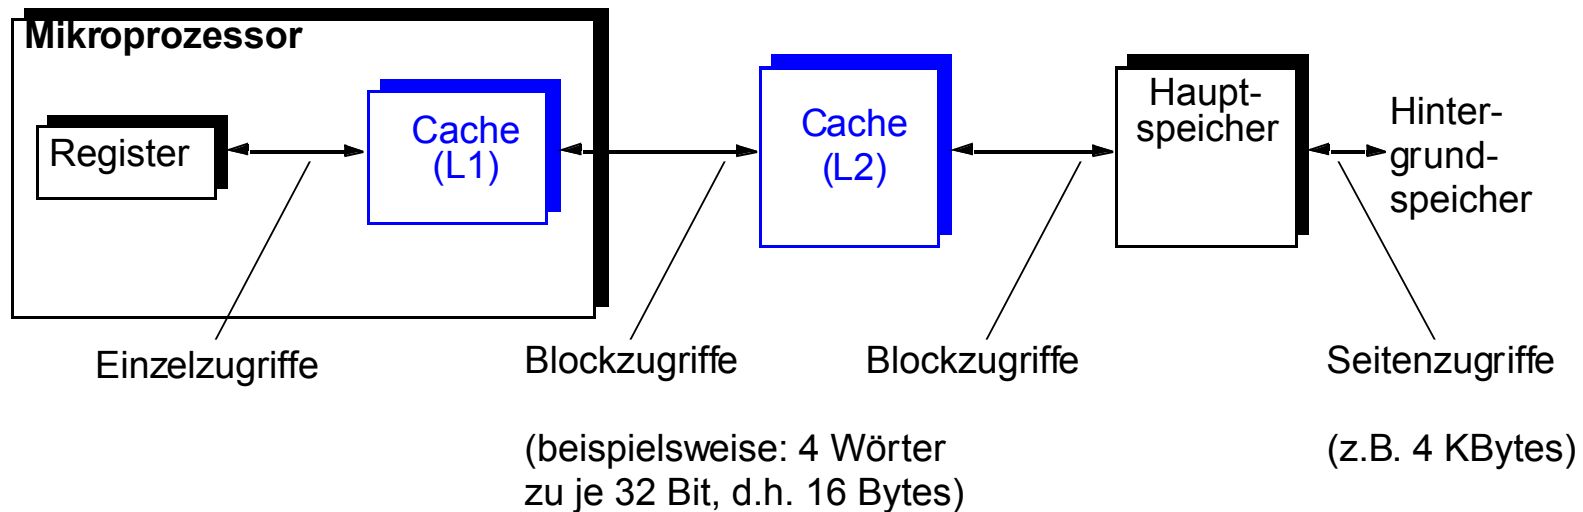 Mikroprozessor
Register
Cache
(L1)
Cache
(L2)
Haupt-
speicher
Hinter-
grund-
speicher
Einzelzugriffe
Blockzugriffe
Blockzugriffe
Seitenzugriffe
(beispielsweise: 4 Wörter
zu je 32 Bit, d.h. 16 Bytes)
(z.B. 4 KBytes)